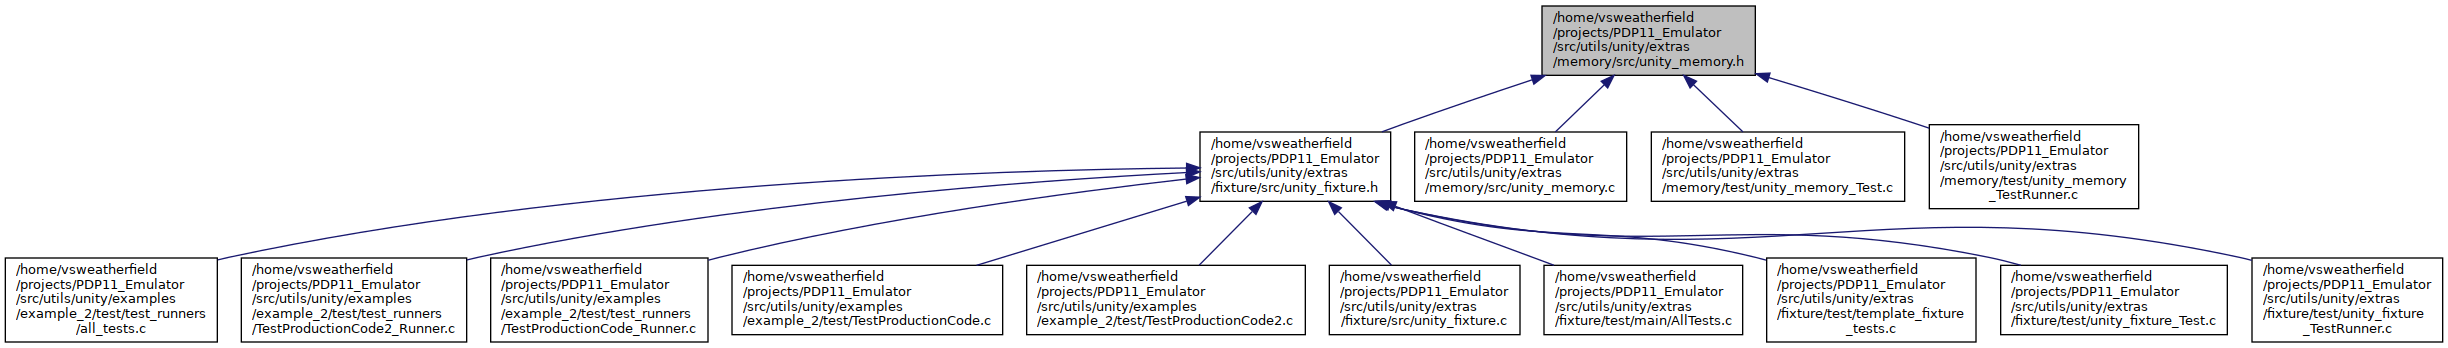 /home/vsweatherfield
/projects/PDP11_Emulator
/src/utils/unity/extras
/memory/src/unity_memory.h
/home/vsweatherfield
/projects/PDP11_Emulator
/src/utils/unity/extras
/fixture/src/unity_fixture.h
/home/vsweatherfield
/projects/PDP11_Emulator
/src/utils/unity/extras
/memory/src/unity_memory.c
/home/vsweatherfield
/projects/PDP11_Emulator
/src/utils/unity/extras
/memory/test/unity_memory_Test.c
/home/vsweatherfield
/projects/PDP11_Emulator
/src/utils/unity/extras
/memory/test/unity_memory
_TestRunner.c
/home/vsweatherfield
/projects/PDP11_Emulator
/src/utils/unity/examples
/example_2/test/test_runners
/all_tests.c
/home/vsweatherfield
/projects/PDP11_Emulator
/src/utils/unity/examples
/example_2/test/test_runners
/TestProductionCode2_Runner.c
/home/vsweatherfield
/projects/PDP11_Emulator
/src/utils/unity/examples
/example_2/test/test_runners
/TestProductionCode_Runner.c
/home/vsweatherfield
/projects/PDP11_Emulator
/src/utils/unity/examples
/example_2/test/TestProductionCode.c
/home/vsweatherfield
/projects/PDP11_Emulator
/src/utils/unity/examples
/example_2/test/TestProductionCode2.c
/home/vsweatherfield
/projects/PDP11_Emulator
/src/utils/unity/extras
/fixture/src/unity_fixture.c
/home/vsweatherfield
/projects/PDP11_Emulator
/src/utils/unity/extras
/fixture/test/main/AllTests.c
/home/vsweatherfield
/projects/PDP11_Emulator
/src/utils/unity/extras
/fixture/test/template_fixture
_tests.c
/home/vsweatherfield
/projects/PDP11_Emulator
/src/utils/unity/extras
/fixture/test/unity_fixture_Test.c
/home/vsweatherfield
/projects/PDP11_Emulator
/src/utils/unity/extras
/fixture/test/unity_fixture
_TestRunner.c